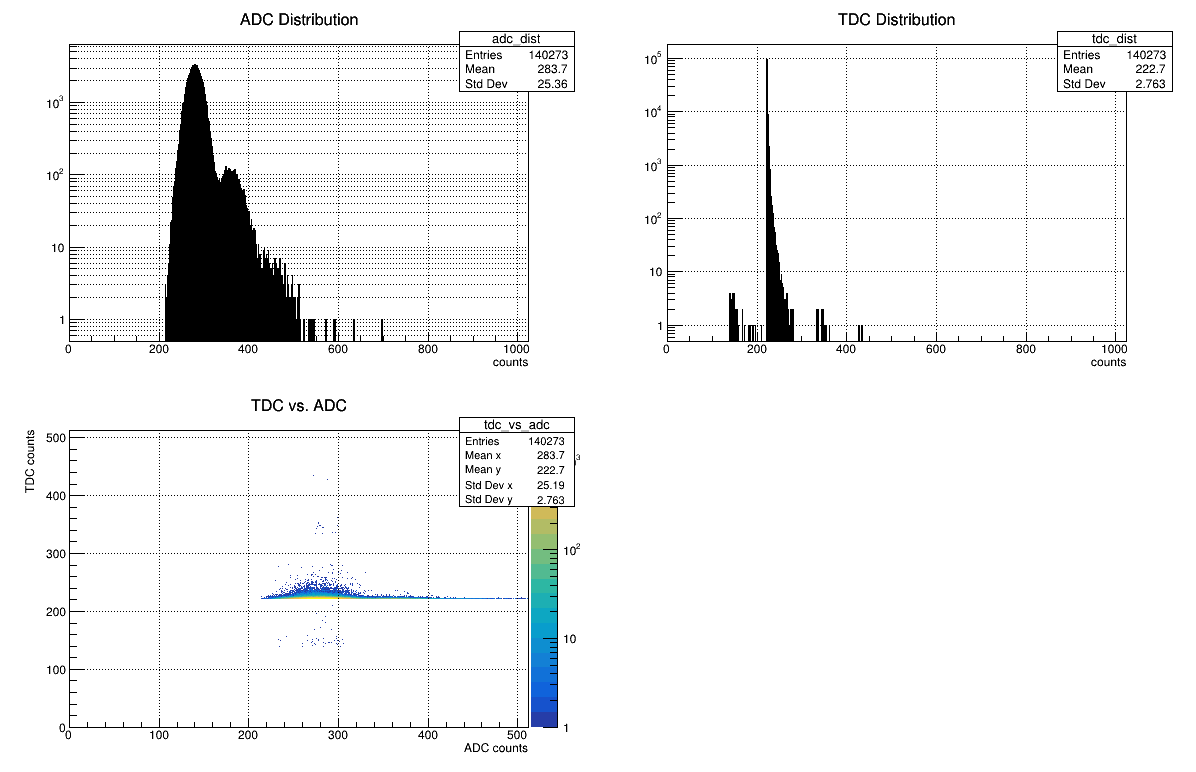 ADC Distribution
adc_dist
Entries 140273
Mean 283.7
Std Dev 25.36
10³
10²
10
1
0 200 400 600 800 1000
counts
TDC Distribution
tdc_dist
Entries 140273
Mean 222.7
Std Dev 2.763
10⁵
10⁴
10³
10²
10
1
0 200 400 600 800 1000
counts
TDC vs. ADC
tdc_vs_adc
Entries 140273
Mean x 283.7
Mean y 222.7
Std Dev x 25.19
Std Dev y 2.763
TDC counts
500
400
300
200
100
0
0 100 200 300 400 500
ADC counts
3
10²
10
1